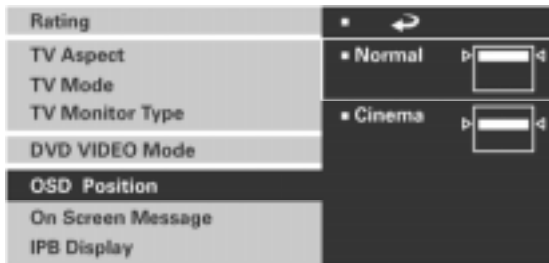 Rating
TV Aspect
TV Mode
TV Monitor Type
DVD VIDEO Mode
OSD Position
On Screen Message
IPB Display
Normal
Cinema